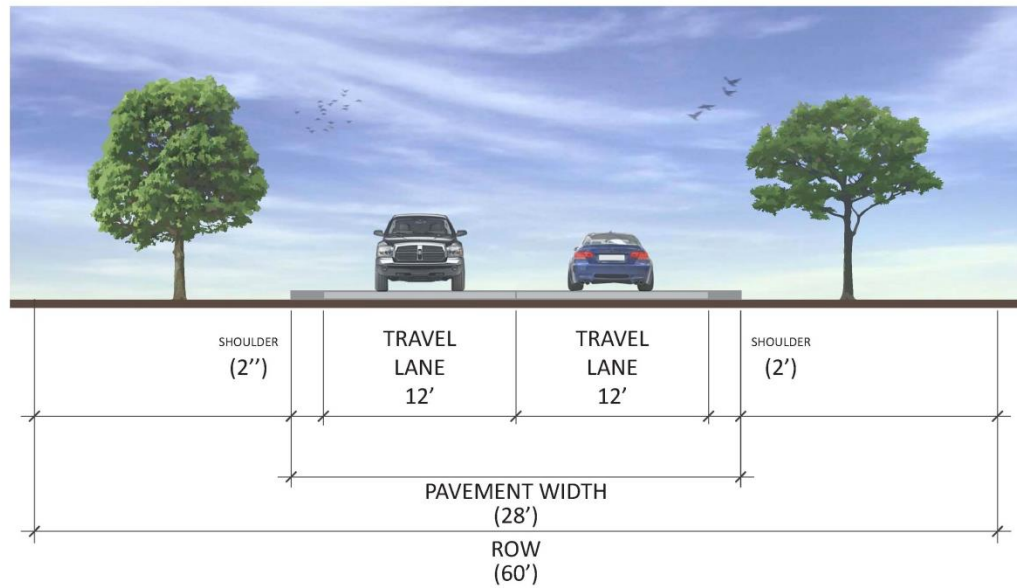 SHOULDER
(2’’)
TRAVEL
LANE
12’
TRAVEL
LANE
12’
SHOULDER
(2’)
PAVEMENT WIDTH
(28’)
ROW
(60’)